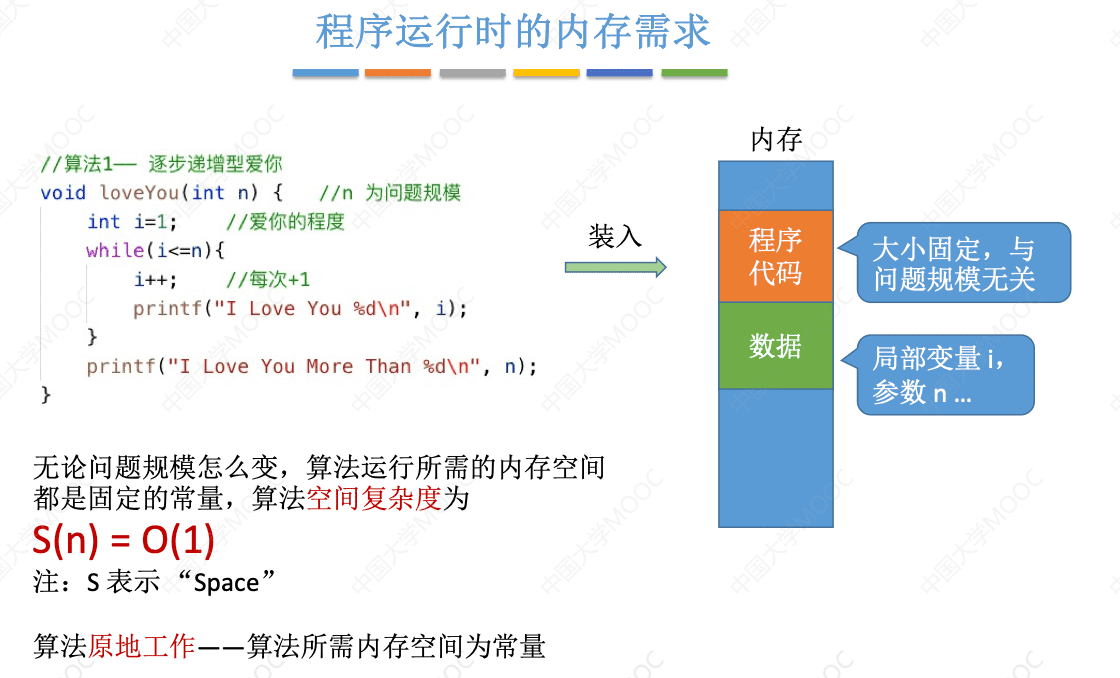 程序运行时的内存需求
//算法1—— 逐步递增型爱你
void loveYou(int n) {   //n 为问题规模
    int i=1;    //爱你的程度
    while(i<=n){
        i++;    //每次+1
        printf("I Love You %d\n", i);
    }
    printf("I Love You More Than %d\n", n);
}
装入
内存
程序
代码
数据
大小固定，与
问题规模无关
局部变量 i，
参数 n ...
无论问题规模怎么变，算法运行所需的内存空间
都是固定的常量，算法空间复杂度为
S(n) = O(1)
注：S 表示 “Space”
算法原地工作——算法所需内存空间为常量
中国大学MOOC